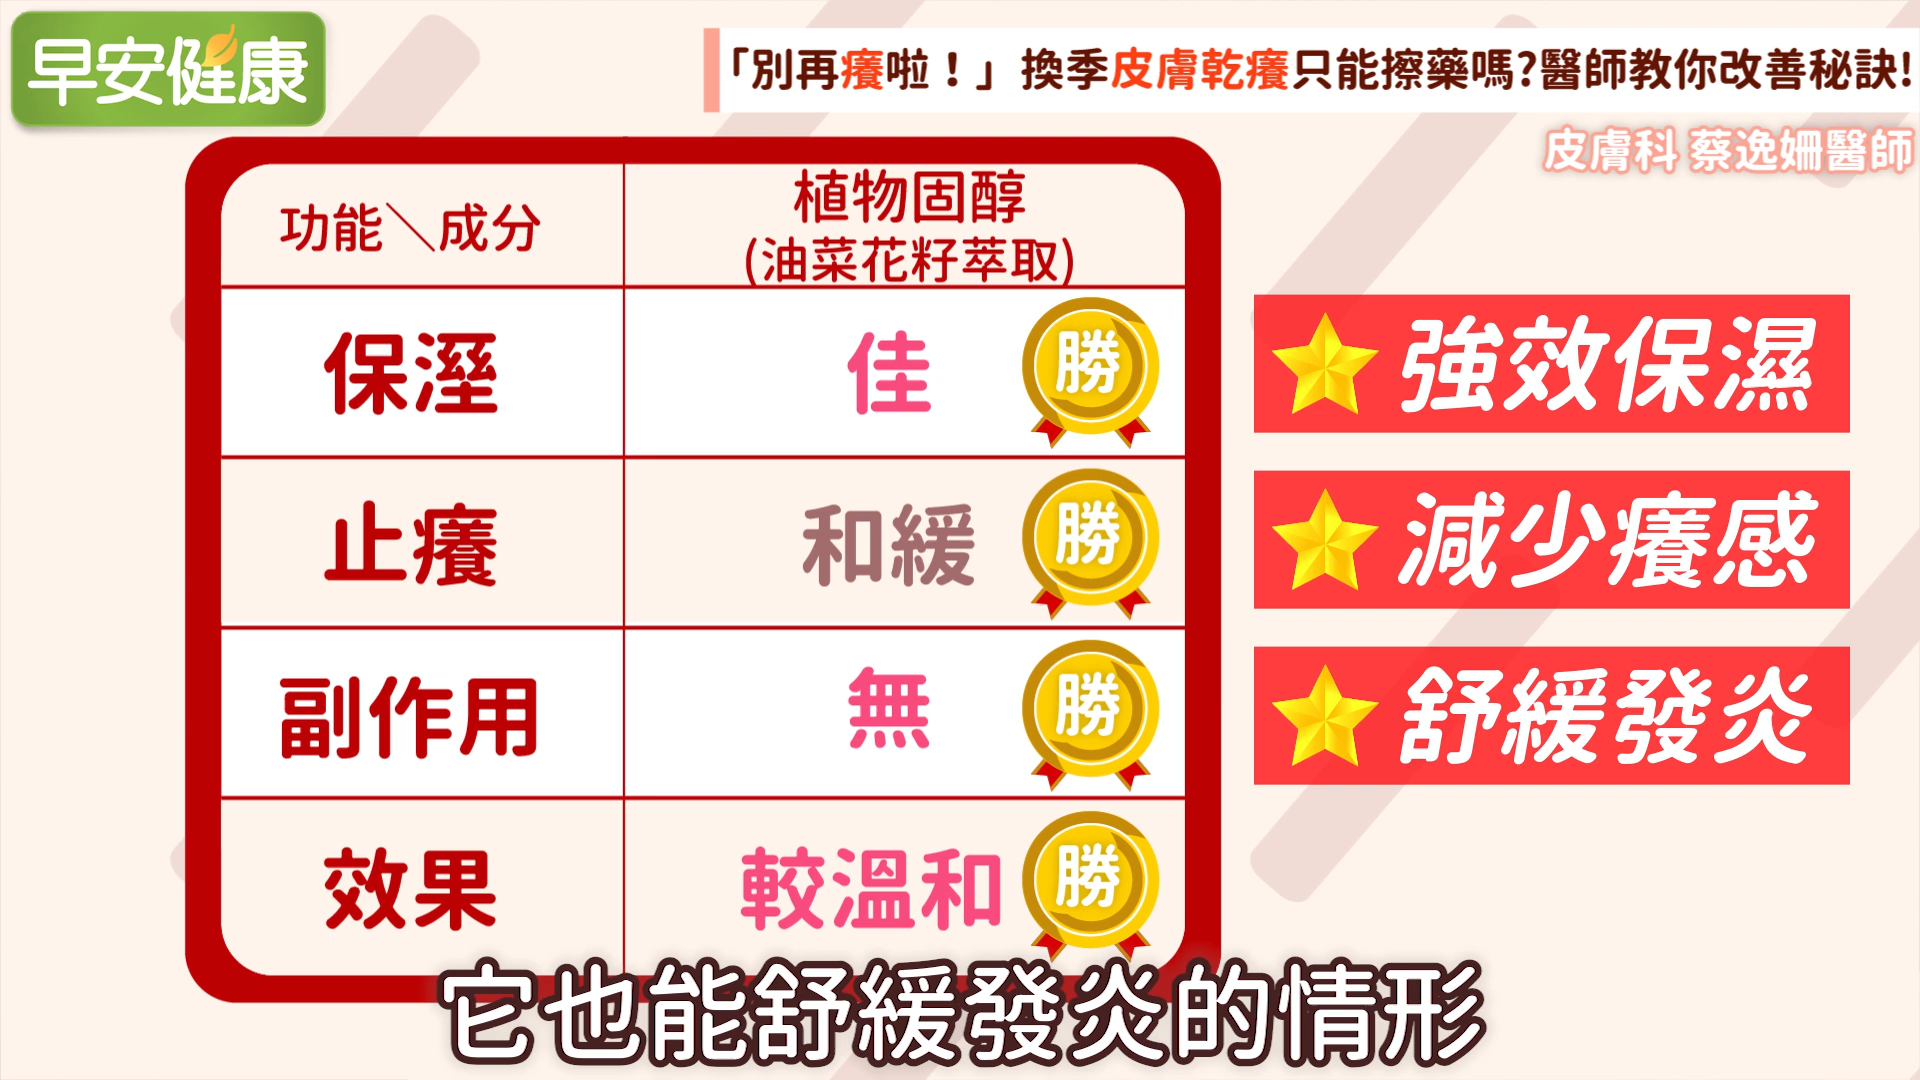 早安健康
「別再癢啦！」換季皮膚乾癢只能擦藥嗎?醫師教你改善秘訣!
皮膚科 蔡逸姍醫師
功能＼成分
植物固醇
(油菜花籽萃取)
保溼
佳
勝
止癢
和緩
勝
副作用
無
勝
效果
較溫和
勝
強效保濕
減少癢感
舒緩發炎
它也能舒緩發炎的情形